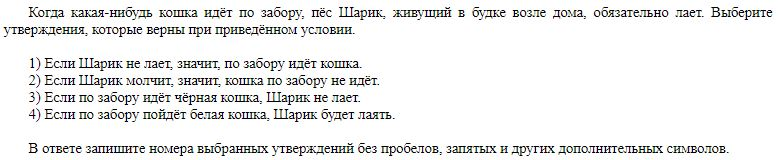 Когда какая-нибудь кошка идёт по забору, пёс Шарик, живущий в будке возле дома, обязательно лает. Выберите
утверждения, которые верны при приведённом условии.
1) Если Шарик не лает, значит, по забору идёт кошка.
2) Если Шарик молчит, значит, кошка по забору не идет.
3) Если по забору идёт чёрная кошка, Шарик не лает.
4) Если по забору пойдёт белая кошка, Шарик будет лаять.
В ответе запишите номера выбранных утверждений без пробелов, запятых и других дополнительных символов.